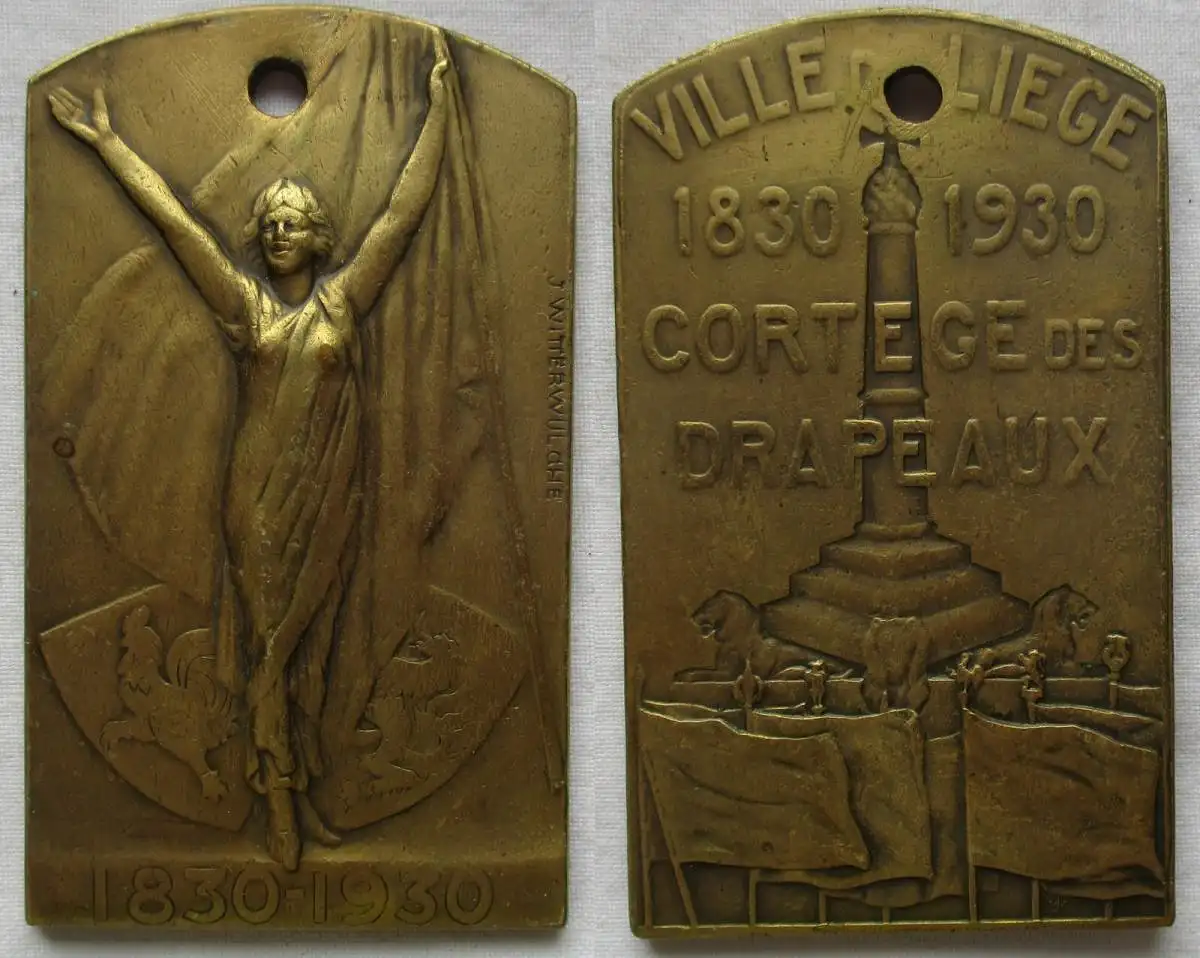 J WITTERWULGHE
1830-1930
VILLE D LIEGE
1830 1930
CORTEGE DES
DRAPEAUX